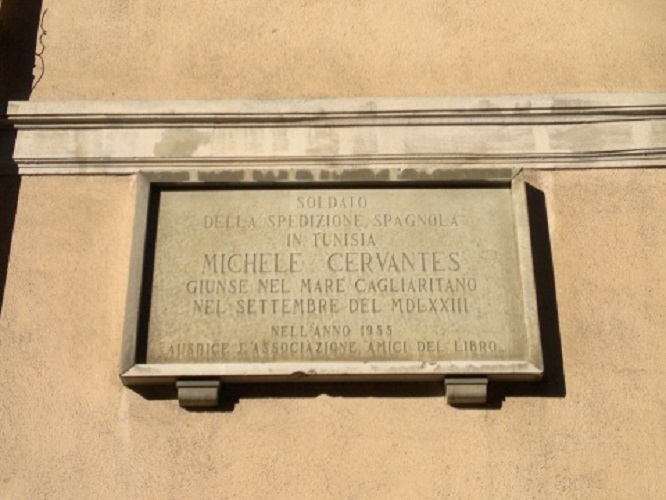 SOLDATO
DELLA SPEDIZIONE SPAGNOLA
IN TUNISIA
MICHELE CERVANTES
GIUNSE NEL MARE CAGLIARITANO
NEL SETTEMBRE DEL MDLXXIII
NELL'ANNO 1955
AUSPICE L'ASSOCIAZIONE AMICI DEL LIBRO